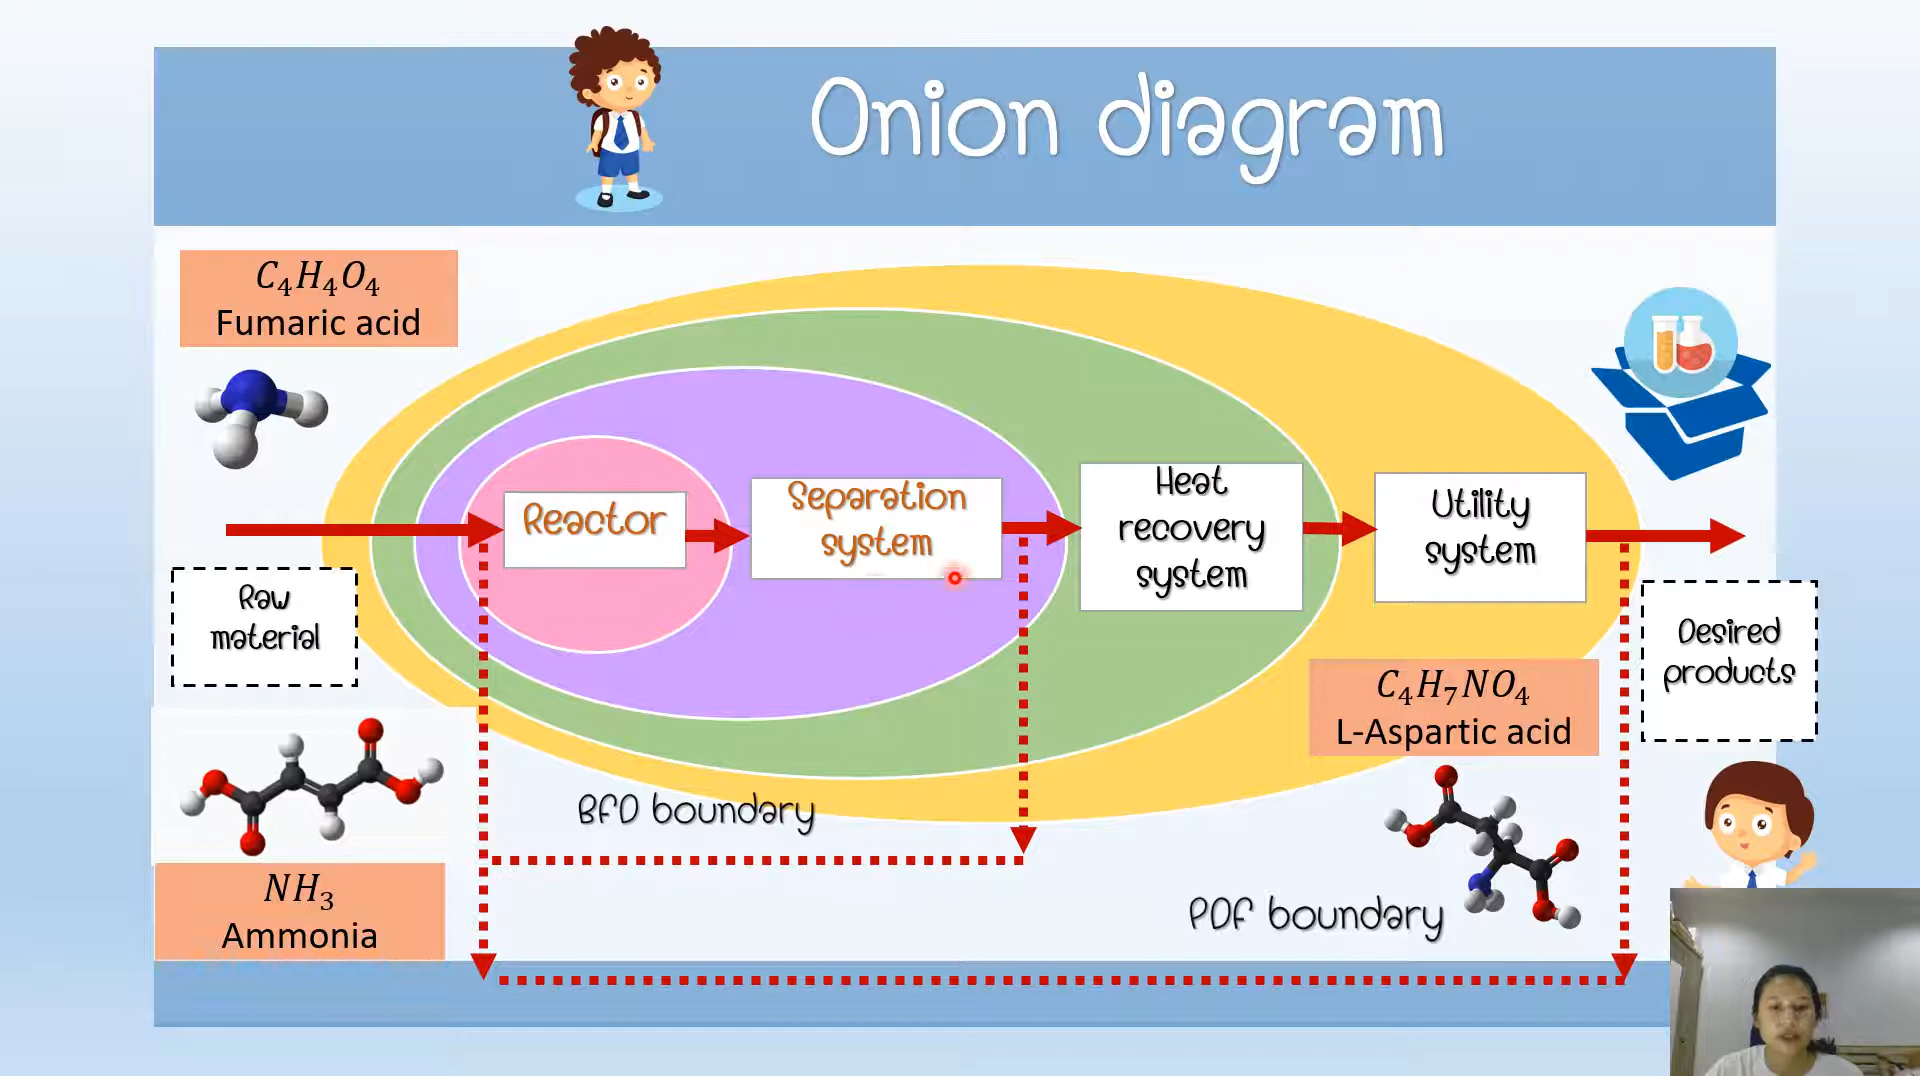 Onion diagram
C₄H₄O₄
Fumaric acid
Reactor
Separation
system
Heat
recovery
system
Utility
system
Raw
material
Desired
products
C₄H₇NO₄
L-Aspartic acid
BFD boundary
NH₃
Ammonia
PDF boundary